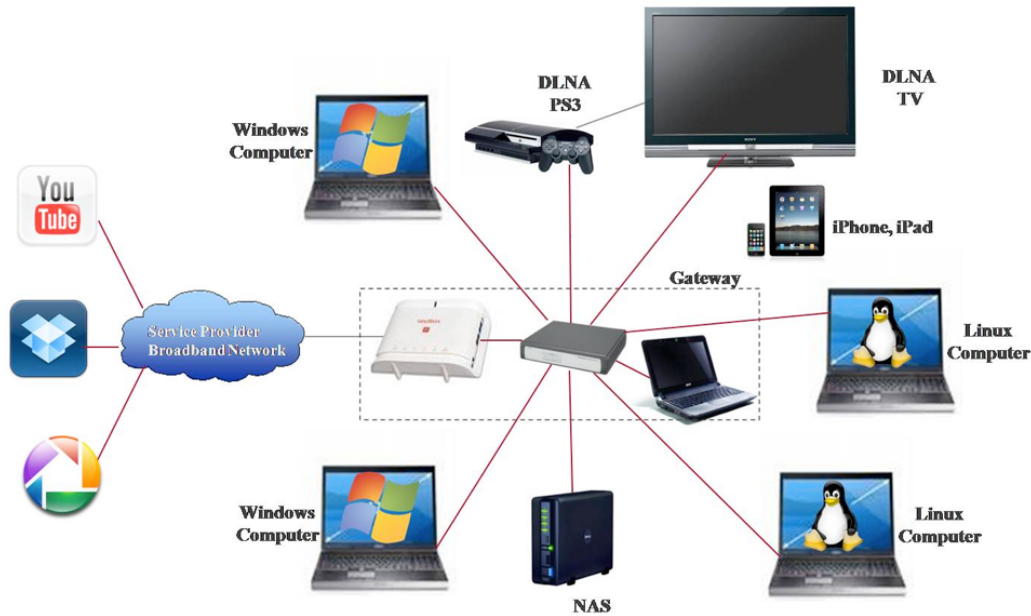 DLNA
PS3
DLNA
TV
Windows
Computer
You
Tube
iPhone, iPad
Gateway
Service Provider
Broadband Network
Linux
Computer
Windows
Computer
Linux
Computer
NAS